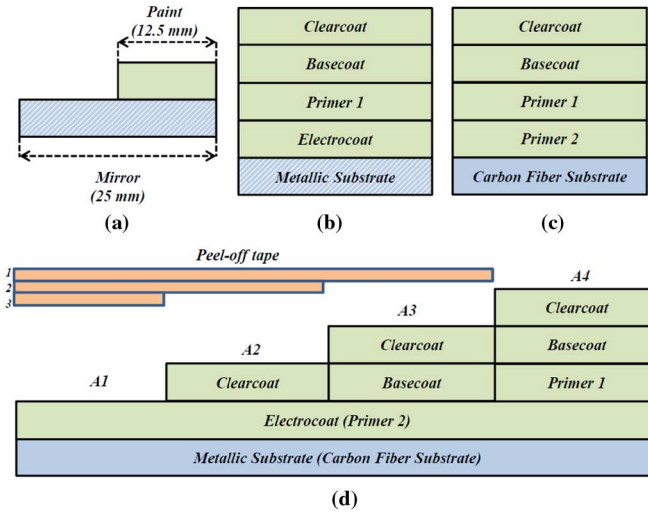 Paint
(12.5 mm)
Mirror
(25 mm)
(a)
Clearcoat
Basecoat
Primer 1
Electrocoat
Metallic Substrate
(b)
Clearcoat
Basecoat
Primer 1
Primer 2
Carbon Fiber Substrate
(c)
Peel-off tape
1
2
3
A1
A2
Clearcoat
A3
Clearcoat
Basecoat
A4
Clearcoat
Basecoat
Primer 1
Electrocoat (Primer 2)
Metallic Substrate (Carbon Fiber Substrate)
(d)